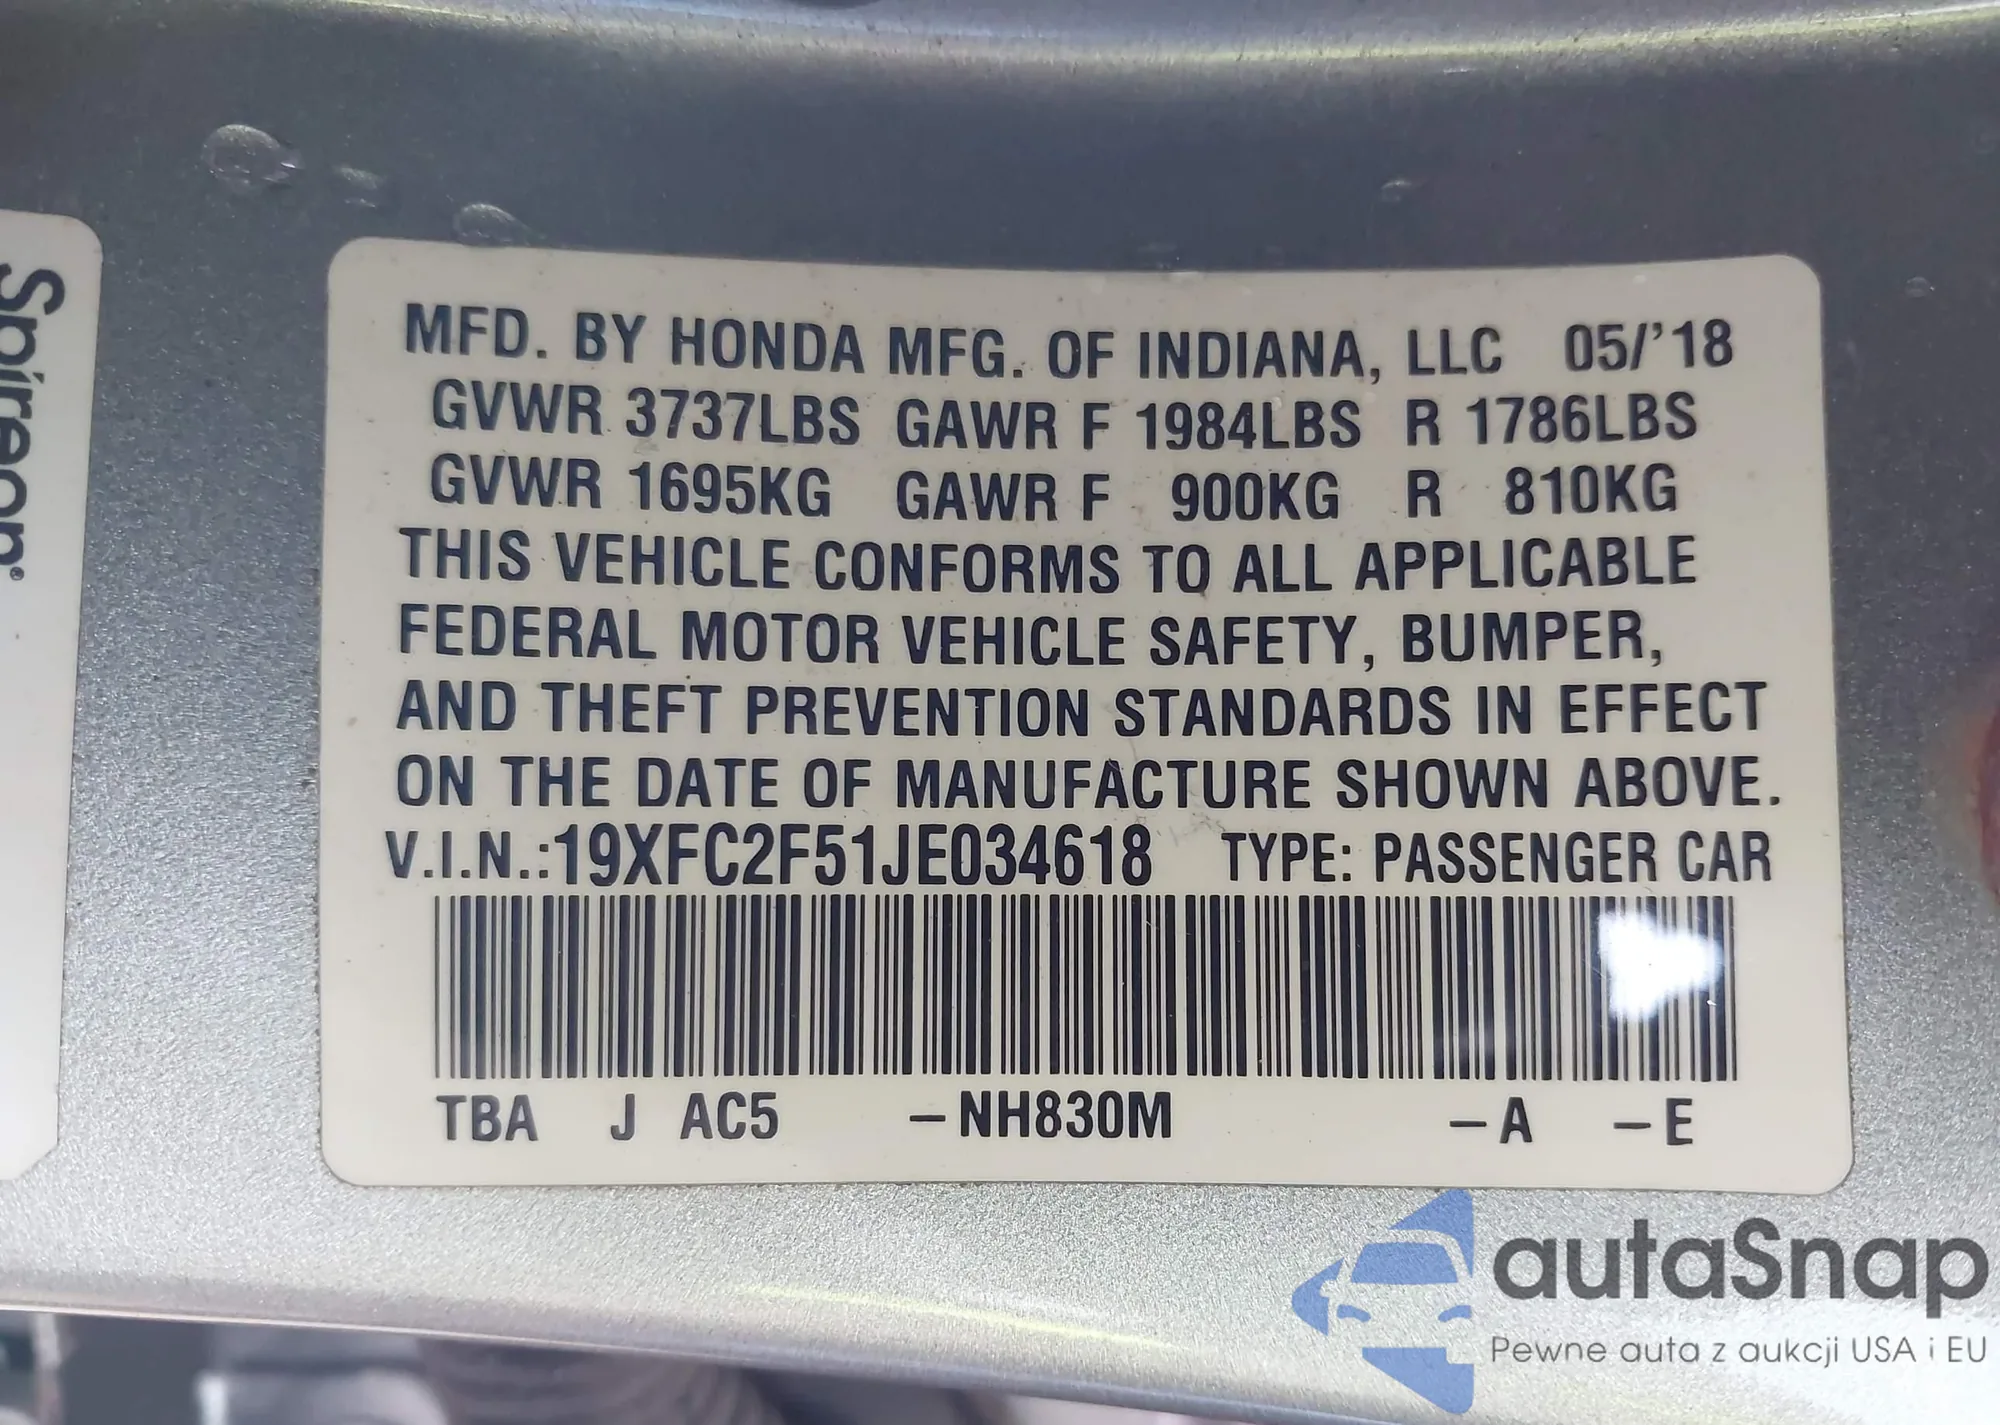 Spireon
MFD. BY HONDA MFG. OF INDIANA, LLC 05/'18
GVWR 3737LBS GAWR F 1984LBS R 1786LBS
GVWR 1695KG GAWR F 900KG R 810KG
THIS VEHICLE CONFORMS TO ALL APPLICABLE
FEDERAL MOTOR VEHICLE SAFETY, BUMPER,
AND THEFT PREVENTION STANDARDS IN EFFECT
ON THE DATE OF MANUFACTURE SHOWN ABOVE.
V.I.N.:19XFC2F51JE034618 TYPE: PASSENGER CAR
TBA J AC5 –NH830M –A –E
autaSnap
Pewne auta z aukcji USA i EU